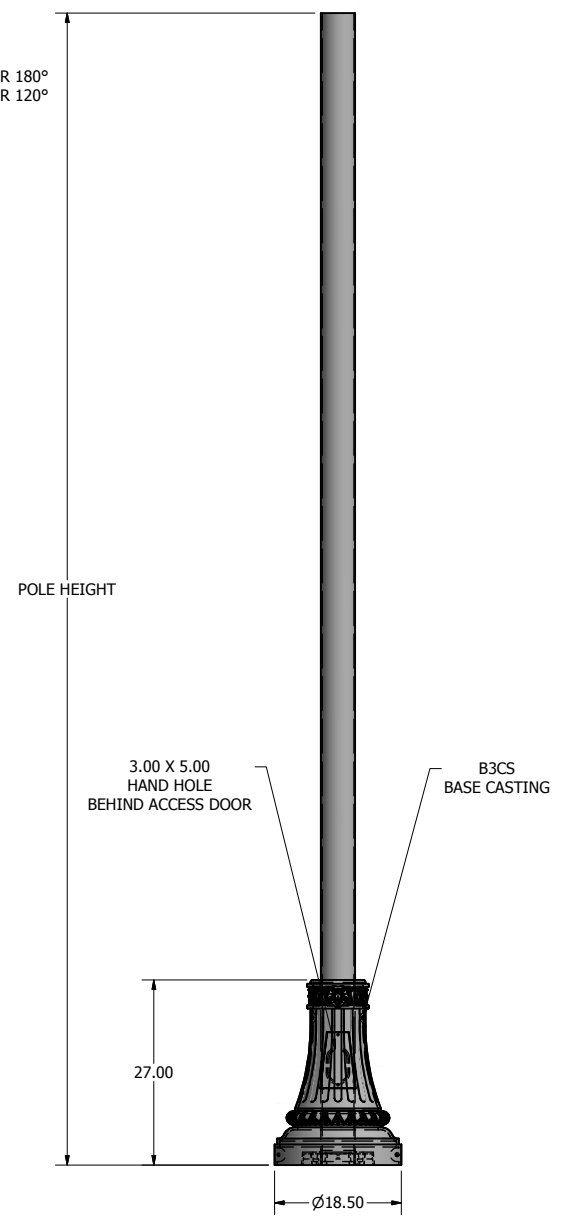 R 180°
R 120°
POLE HEIGHT
3.00 X 5.00
HAND HOLE
BEHIND ACCESS DOOR
B3CS
BASE CASTING
27.00
Ø18.50